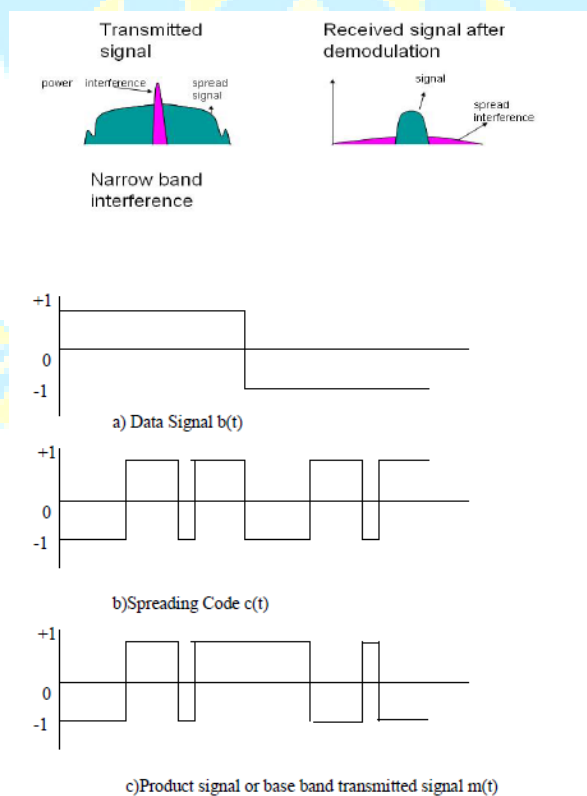 Transmitted
signal
Received signal after
demodulation
power
interference
spread
signal
signal
spread
interference
Narrow band
interference
+1
0
-1
a) Data Signal b(t)
+1
0
-1
b)Spreading Code c(t)
+1
0
-1
c)Product signal or base band transmitted signal m(t)